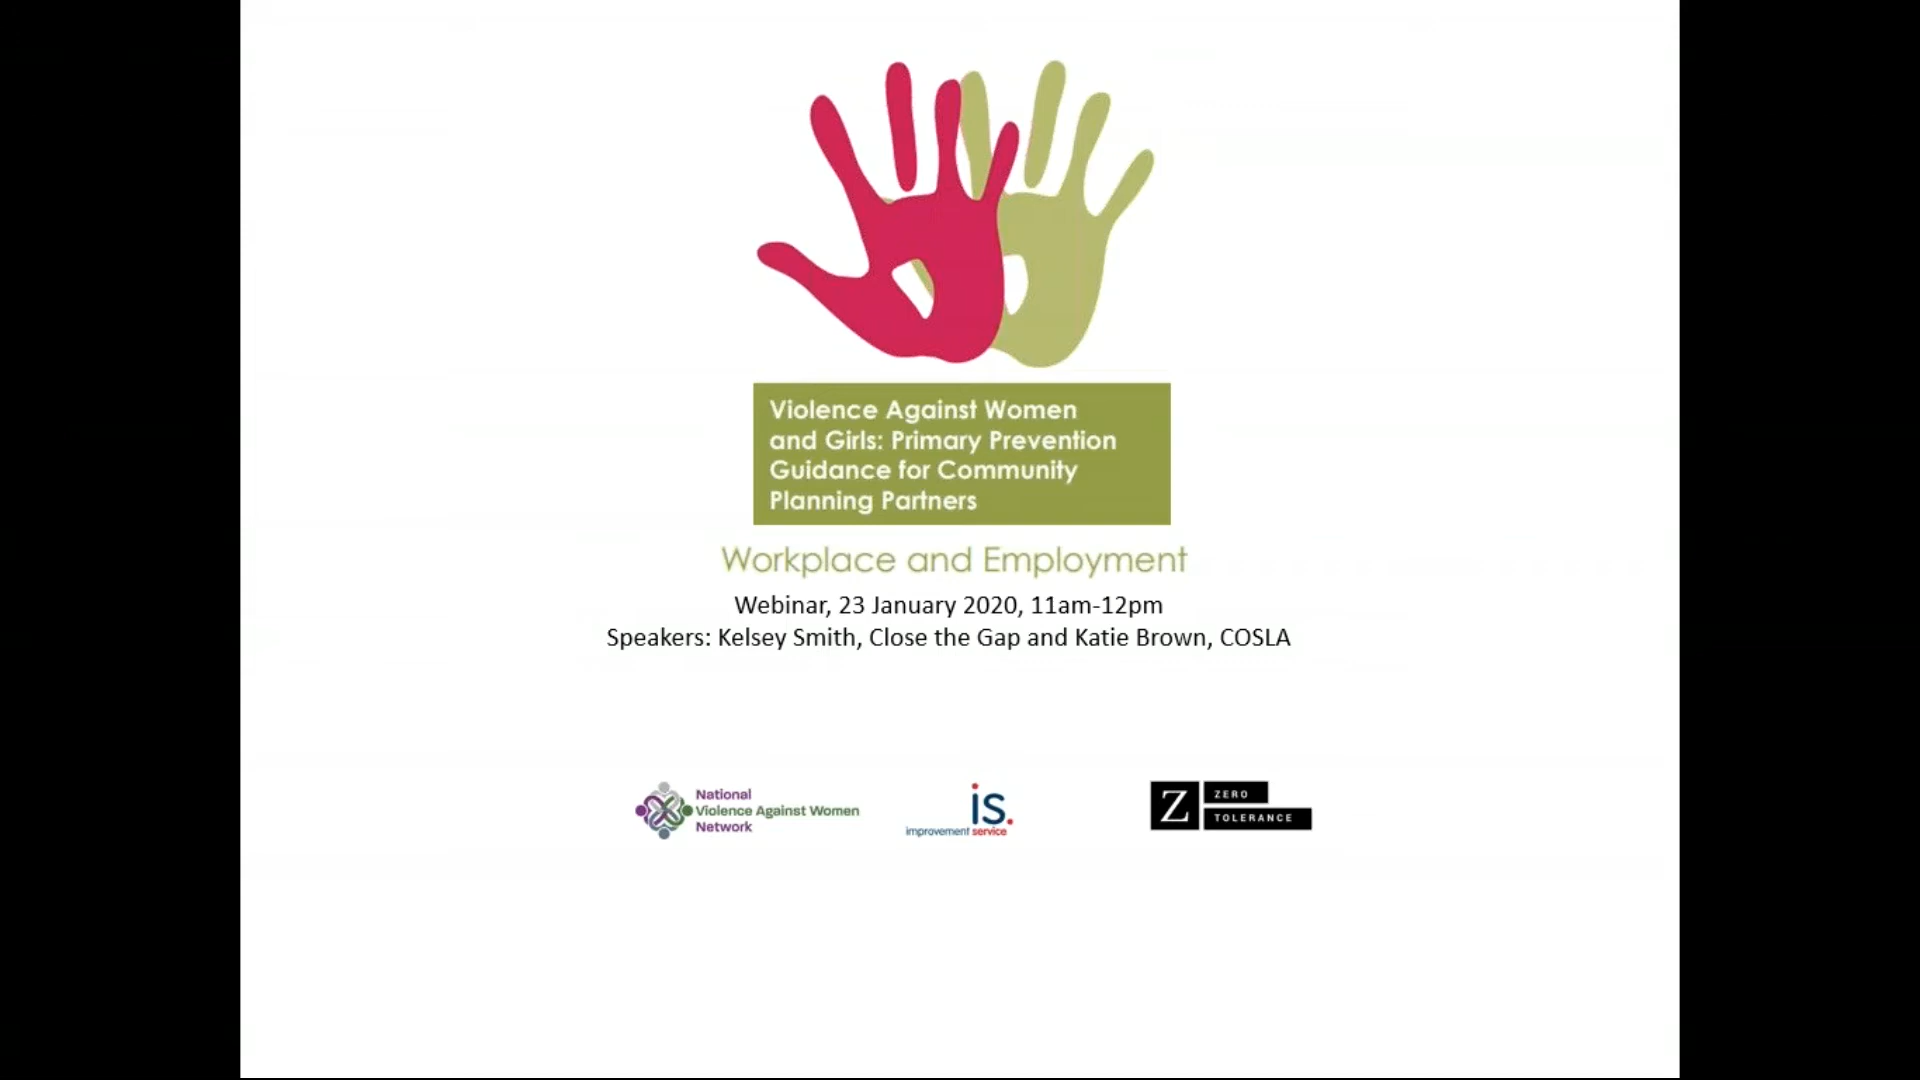 Violence Against Women
and Girls: Primary Prevention
Guidance for Community
Planning Partners
Workplace and Employment
Webinar, 23 January 2020, 11am-12pm
Speakers: Kelsey Smith, Close the Gap and Katie Brown, COSLA
National
Violence Against Women
Network
is.
improvement service
Z
ZERO
TOLERANCE